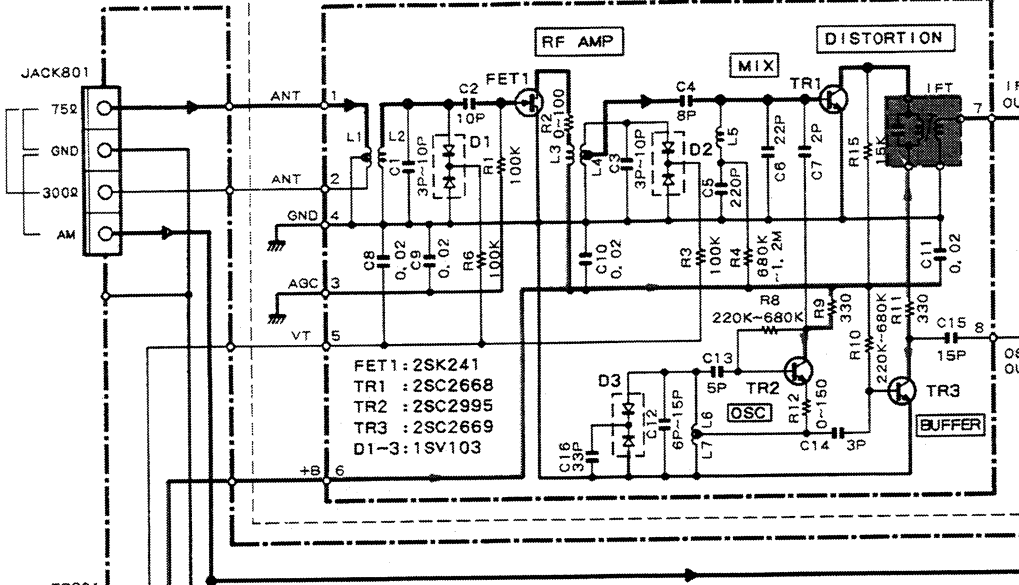 RF AMP
DISTORTION
MIX
JACK801
75Ω
GND
300Ω
AM
ANT
1
ANT
2
GND
4
AGC
3
VT
5
+B
6
L1
L2
C1
3P~10P
D1
C2
10P
R1
100K
FET1
R2
0~100
L3
L4
C3
3P~10P
D2
C4
8P
L5
C5
220P
C6
22P
C7
2P
TR1
R15
15K
IFT
7
IF
OU
C8
0.02
C9
0.02
R6
100K
C10
0.02
R3
100K
R4
680K
~1.2M
C11
0.02
R8
220K~680K
R9
330
R10
220K~680K
R11
330
C15
15P
8
OS
OU
FET1:2SK241
TR1 :2SC2668
TR2 :2SC2995
TR3 :2SC2669
D1-3:1SV103
D3
C16
33P
C12
6P~15P
L6
L7
C13
5P
TR2
OSC
R12
0~150
C14
3P
TR3
BUFFER